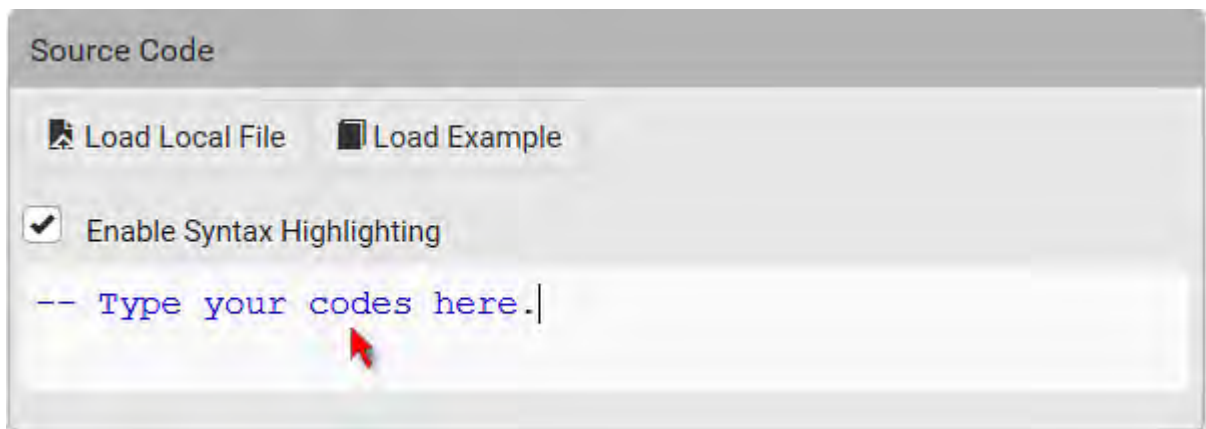 Source Code
Load Local File Load Example
Enable Syntax Highlighting
-- Type your codes here.